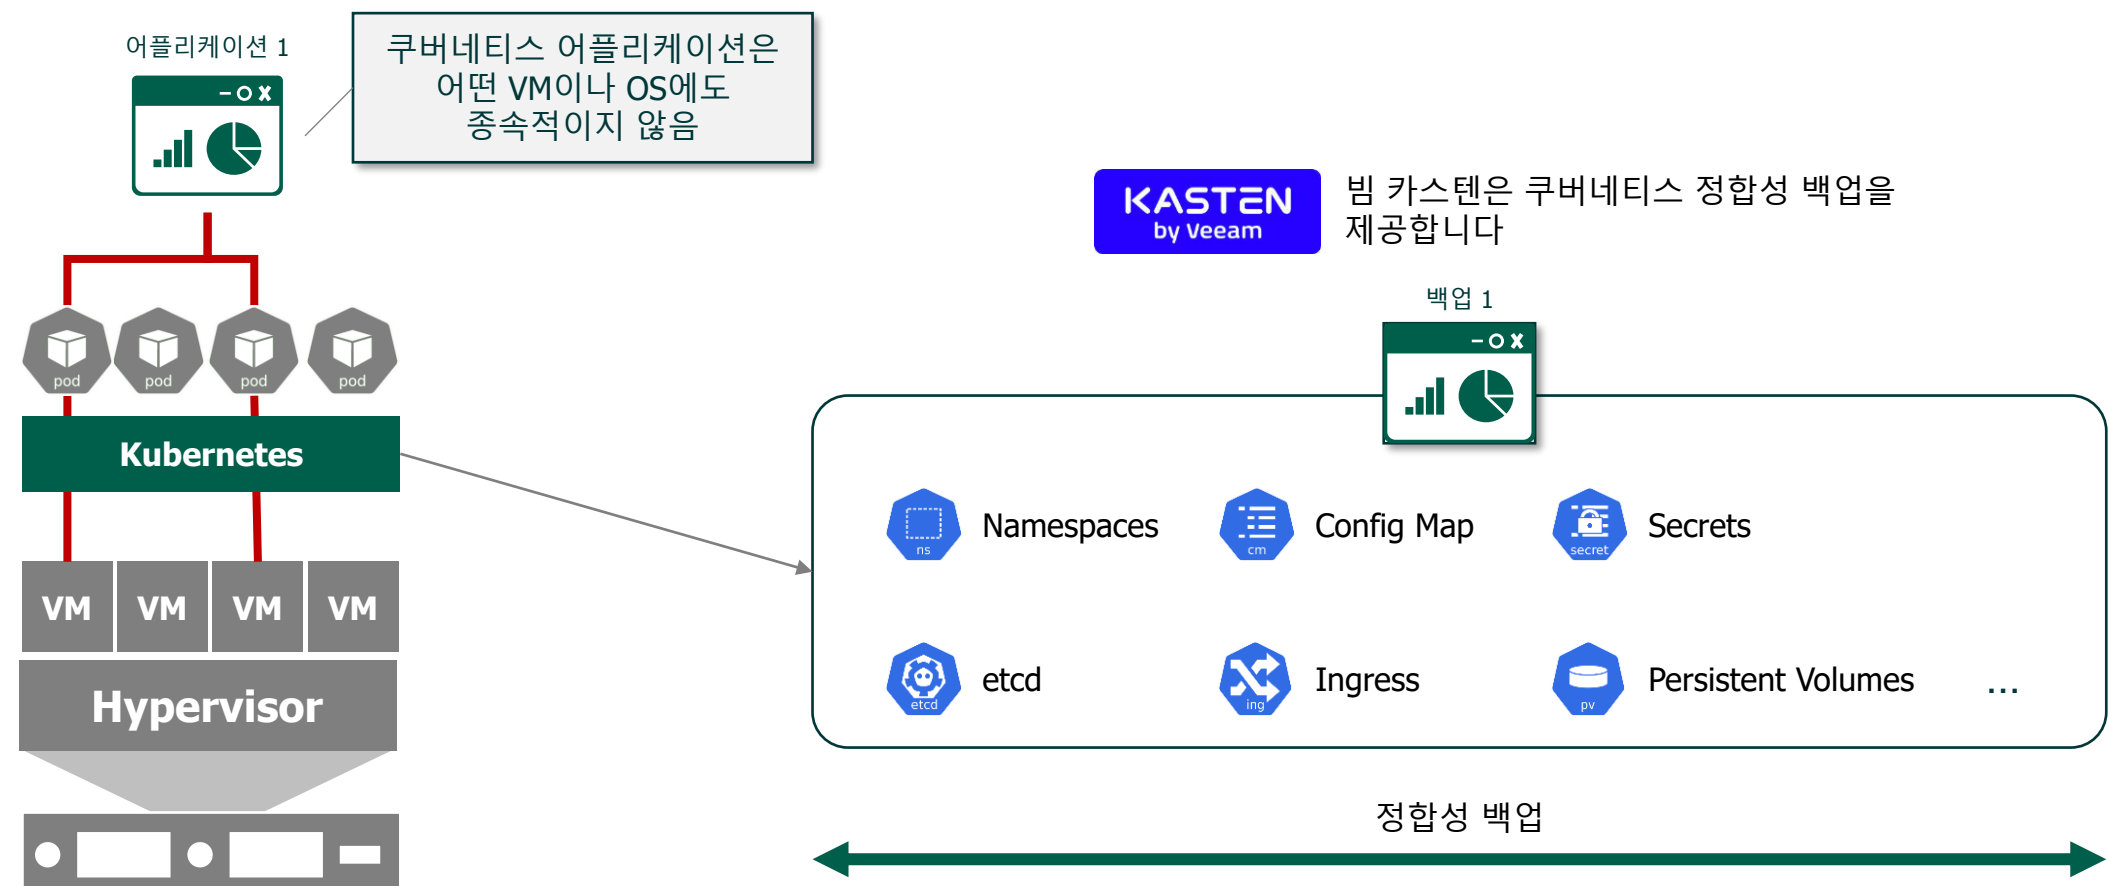 어플리케이션 1
쿠버네티스 어플리케이션은
어떤 VM이나 OS에도
종속적이지 않음
KASTEN
by Veeam
빔 카스텐은 쿠버네티스 정합성 백업을
제공합니다
백업 1
pod
pod
pod
pod
Kubernetes
VM
VM
VM
VM
Hypervisor
ns
Namespaces
cm
Config Map
secret
Secrets
etcd
etcd
ing
Ingress
pv
Persistent Volumes
...
정합성 백업